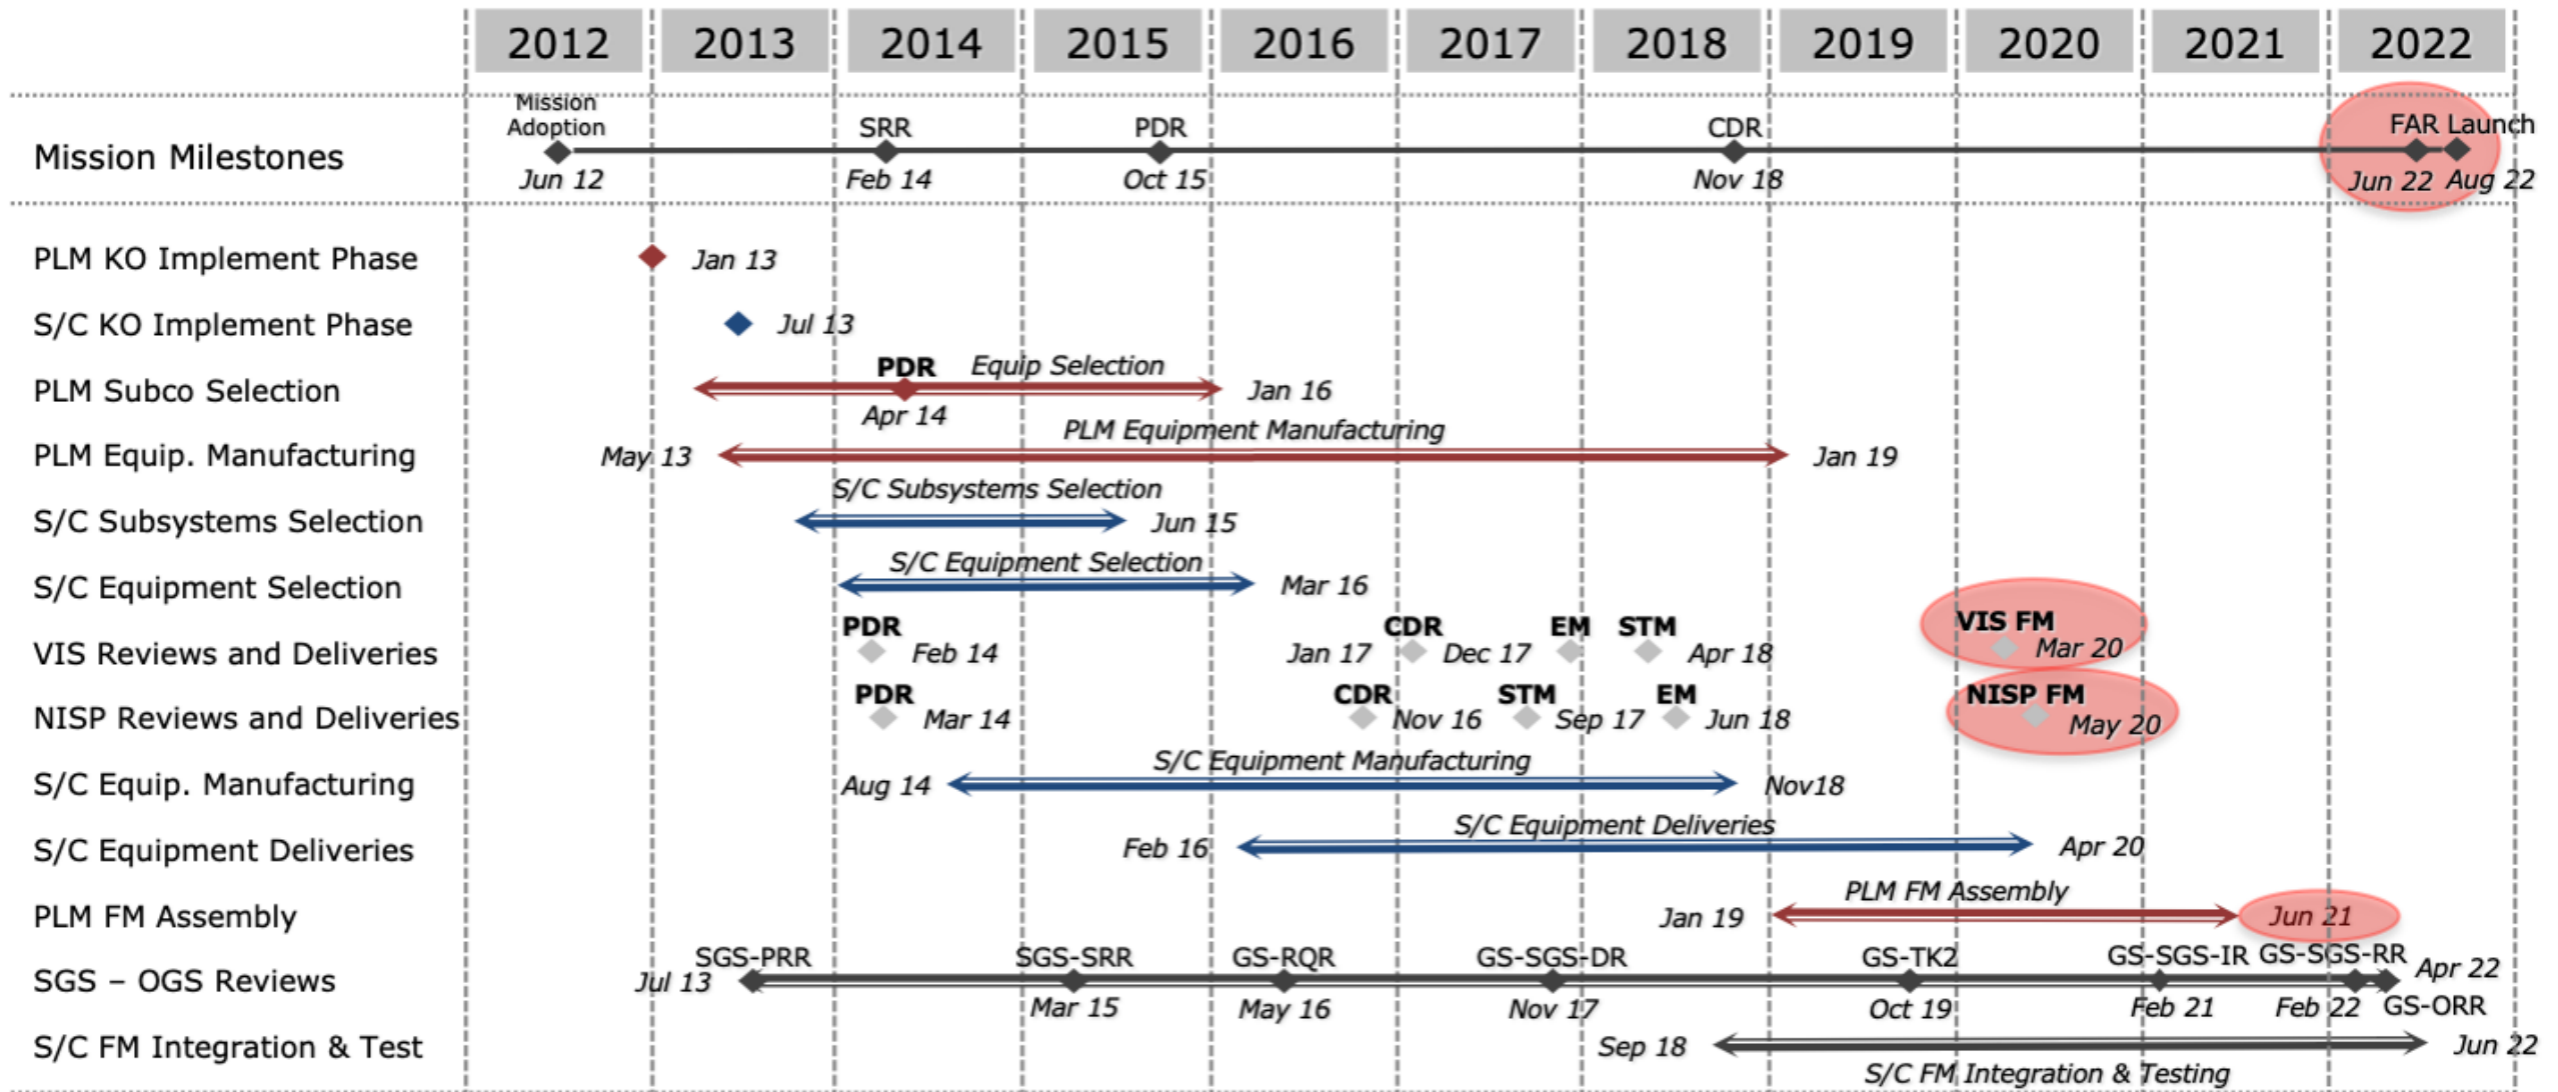 2012 2013 2014 2015 2016 2017 2018 2019 2020 2021 2022
Mission
Adoption SRR PDR CDR FAR Launch
Mission Milestones
Jun 12 Feb 14 Oct 15 Nov 18 Jun 22 Aug 22
PLM KO Implement Phase Jan 13
S/C KO Implement Phase Jul 13
PDR Equip Selection
PLM Subco Selection Jan 16
Apr 14
PLM Equipment Manufacturing
PLM Equip. Manufacturing May 13 Jan 19
S/C Subsystems Selection
S/C Subsystems Selection Jun 15
S/C Equipment Selection
S/C Equipment Selection Mar 16
PDR CDR EM STM VIS FM
VIS Reviews and Deliveries Feb 14 Jan 17 Dec 17 Apr 18 Mar 20
PDR CDR STM EM NISP FM
NISP Reviews and Deliveries Mar 14 Nov 16 Sep 17 Jun 18 May 20
S/C Equipment Manufacturing
S/C Equip. Manufacturing Aug 14 Nov18
S/C Equipment Deliveries
S/C Equipment Deliveries Feb 16 Apr 20
PLM FM Assembly
PLM FM Assembly Jan 19 Jun 21
SGS-PRR SGS-SRR GS-RQR GS-SGS-DR GS-TK2 GS-SGS-IR GS-SGS-RR
SGS – OGS Reviews Jul 13 Apr 22
Mar 15 May 16 Nov 17 Oct 19 Feb 21 Feb 22 GS-ORR
S/C FM Integration & Test Sep 18 Jun 22
S/C FM Integration & Testing